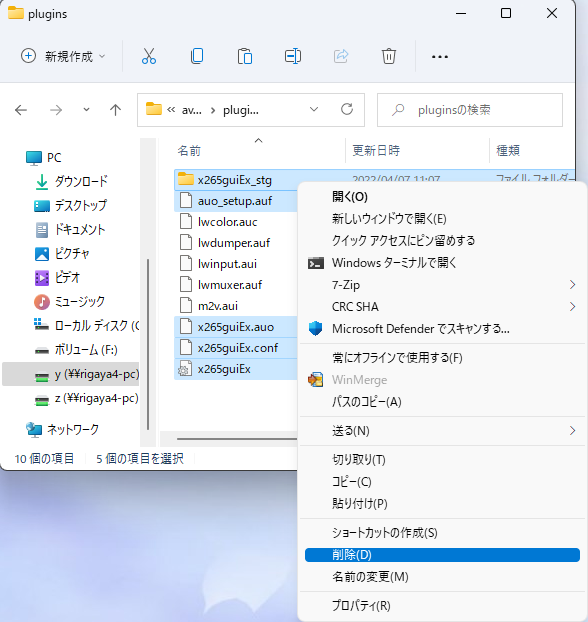 plugins
新規作成
av...
plugi...
pluginsの検索
名前
更新日時
種類
PC
ダウンロード
デスクトップ
ドキュメント
ピクチャ
ビデオ
ミュージック
ローカル ディスク (C
ボリューム (F:)
y (¥¥rigaya4-pc)
z (¥¥rigaya4-pc)
ネットワーク
x265guiEx_stg
2022/04/07 11:07
ファイル フォルダー
auo_setup.auf
lwcolor.auc
lwdumper.auf
lwinput.aui
lwmuxer.auf
m2v.aui
x265guiEx.auo
x265guiEx.conf
x265guiEx
10 個の項目
5 個の項目を選択
開く(O)
新しいウィンドウで開く(E)
クイック アクセスにピン留めする
Windows ターミナルで開く
7-Zip
CRC SHA
Microsoft Defender でスキャンする...
常にオフラインで使用する(F)
WinMerge
パスのコピー(A)
送る(N)
切り取り(T)
コピー(C)
貼り付け(P)
ショートカットの作成(S)
削除(D)
名前の変更(M)
プロパティ(R)